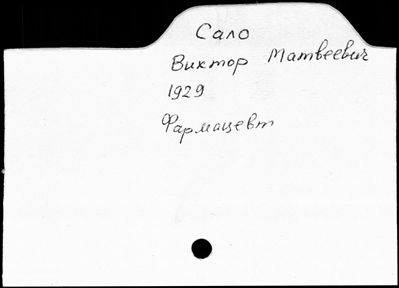 Сало
Виктор Матвеевич
1929
Фармацевт